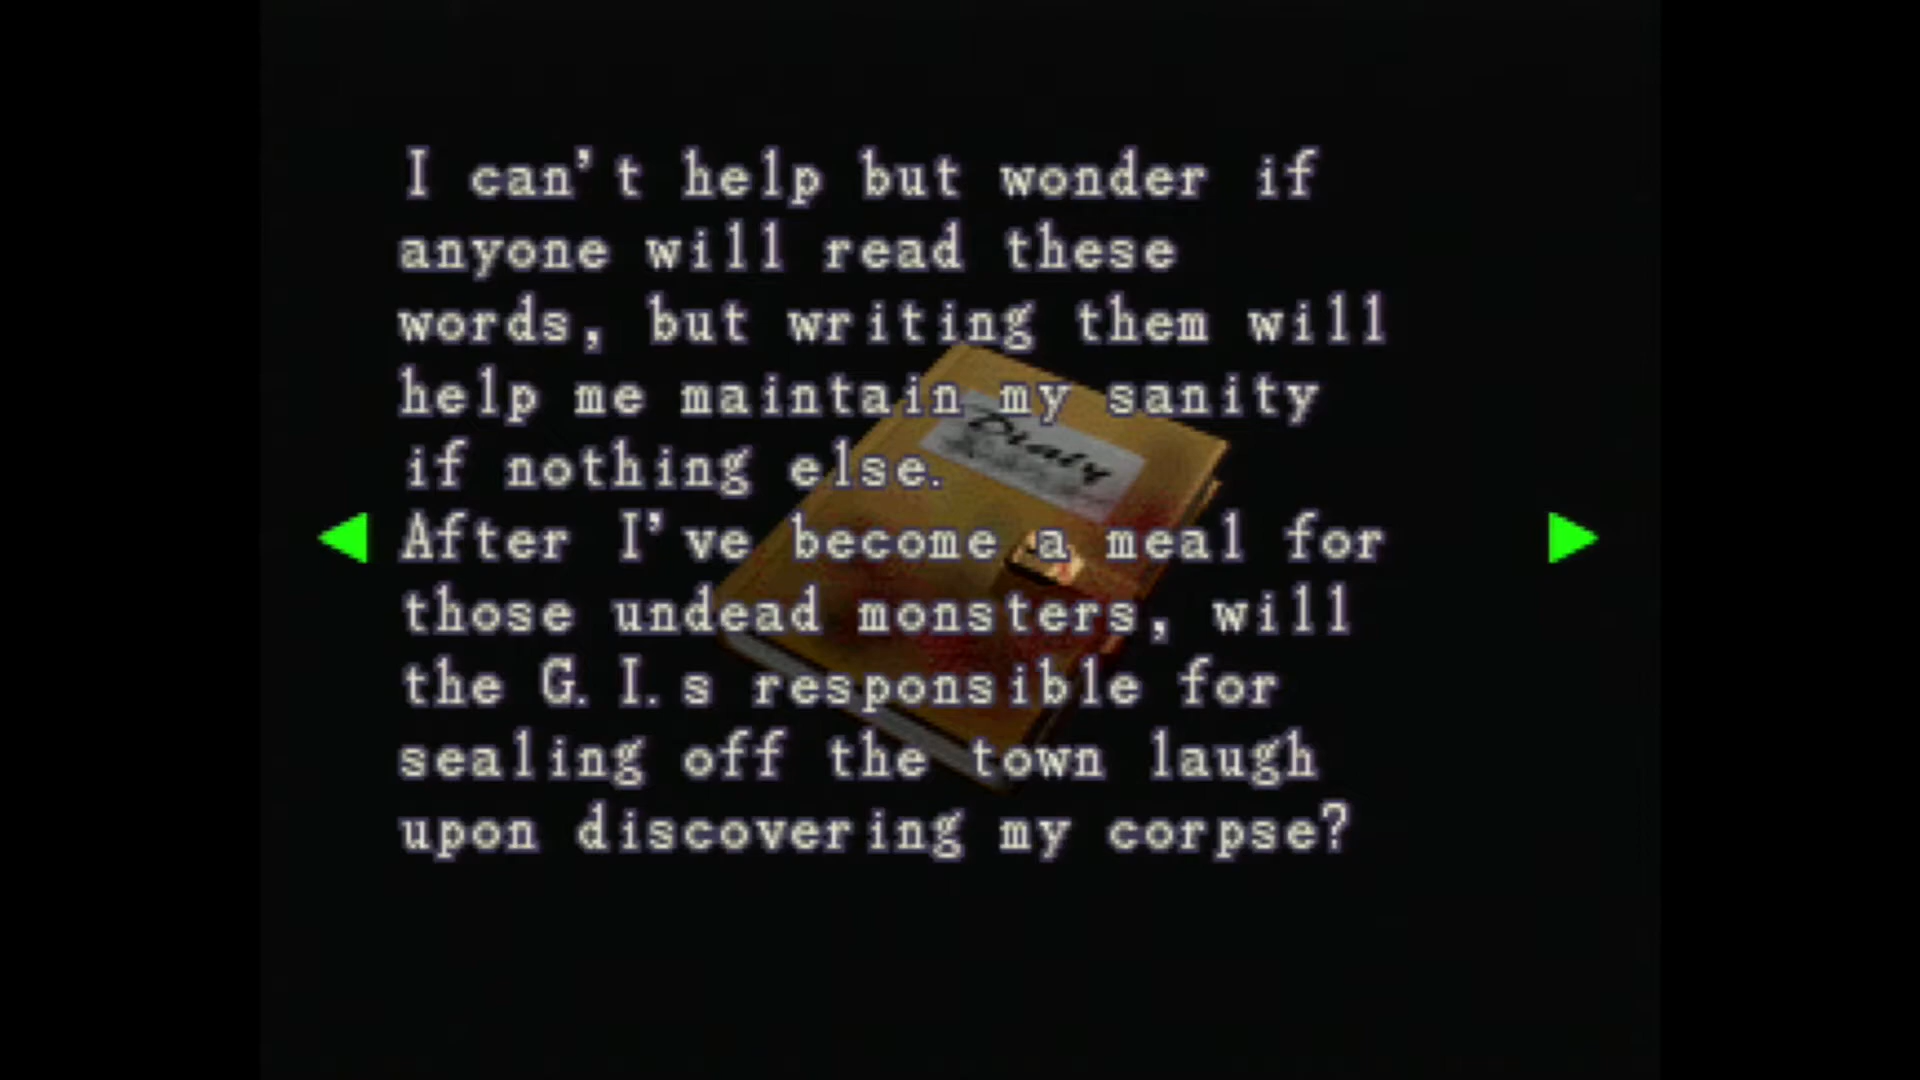 I can't help but wonder if
anyone will read these
words, but writing them will
help me maintain my sanity
if nothing else.
After I've become a meal for
those undead monsters, will
the G.I.s responsible for
sealing off the town laugh
upon discovering my corpse?
Diary